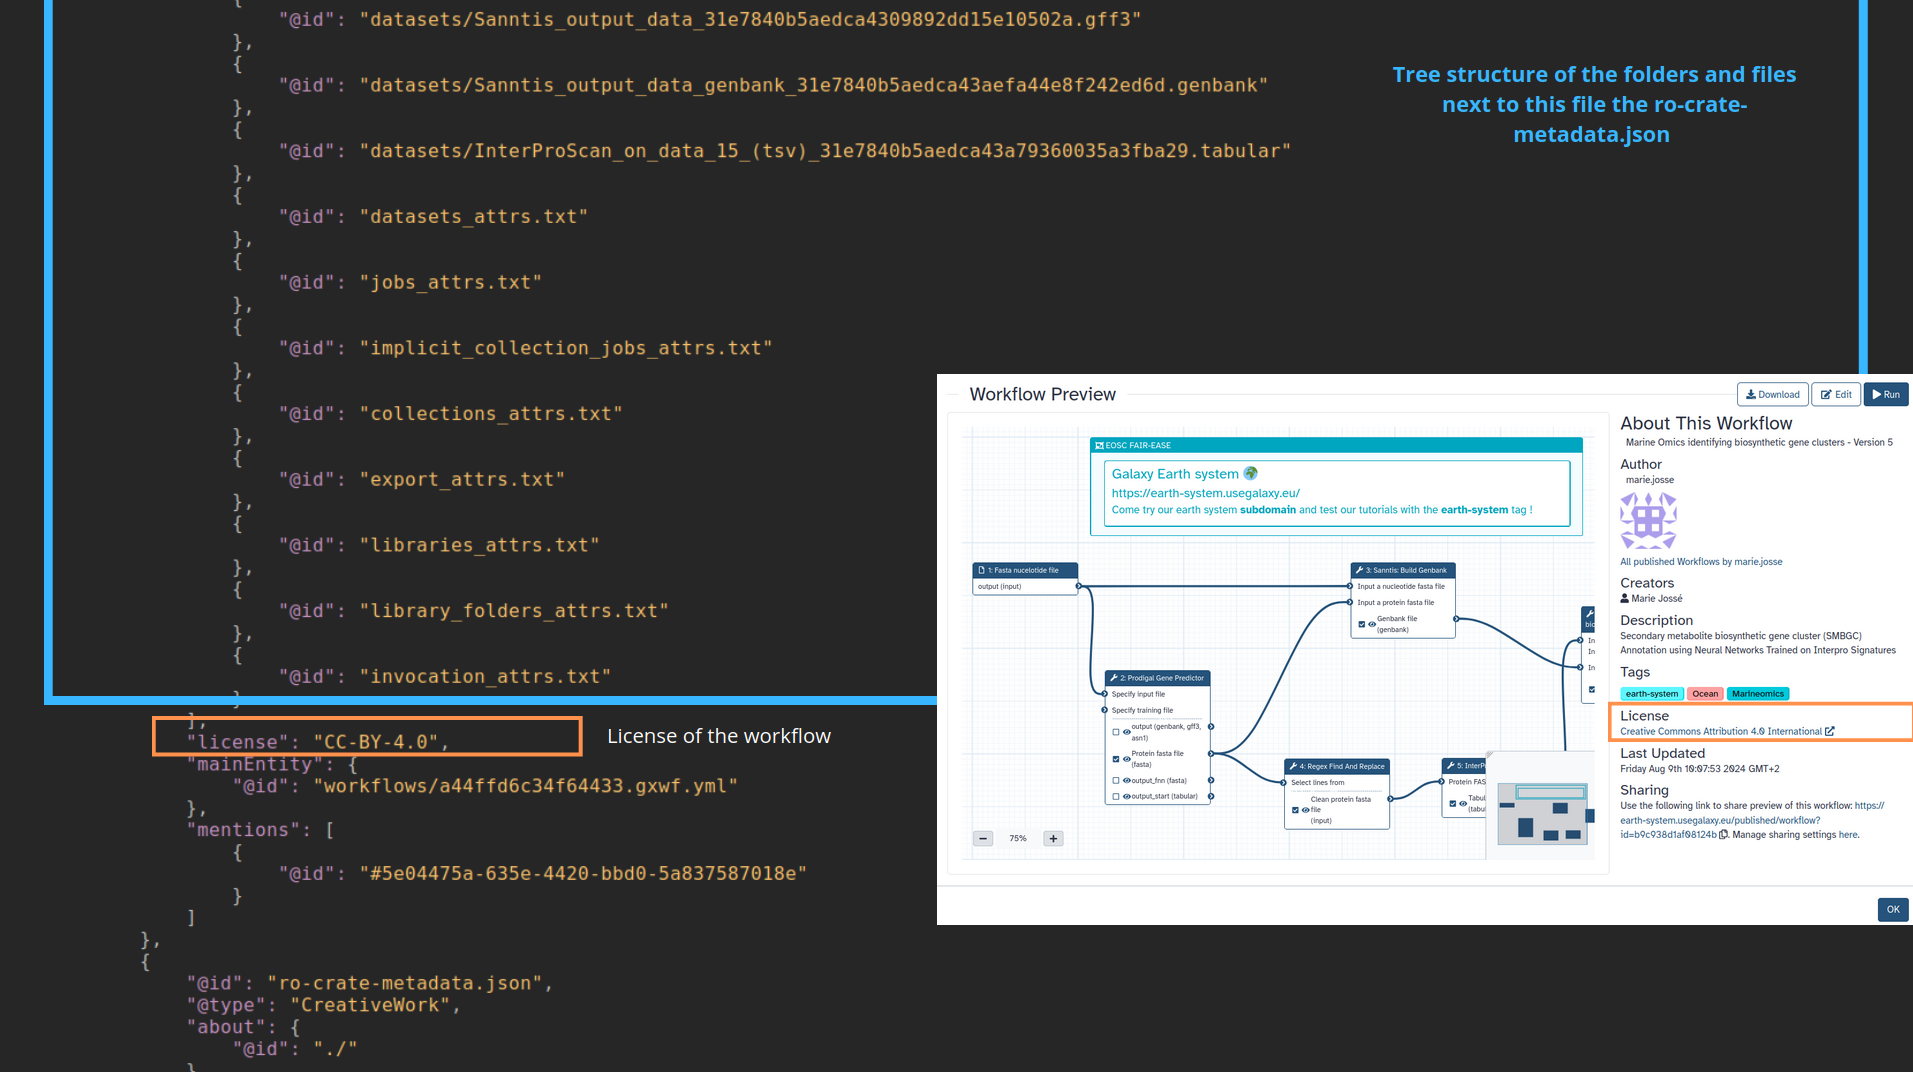 {
"@id": "datasets/Sanntis_output_data_31e7840b5aedca4309892dd15e10502a.gff3"
},
{
"@id": "datasets/Sanntis_output_data_genbank_31e7840b5aedca43aefa44e8f242ed6d.genbank"
},
{
"@id": "datasets/InterProScan_on_data_15_(tsv)_31e7840b5aedca43a79360035a3fba29.tabular"
},
{
"@id": "datasets_attrs.txt"
},
{
"@id": "jobs_attrs.txt"
},
{
"@id": "implicit_collection_jobs_attrs.txt"
},
{
"@id": "collections_attrs.txt"
},
{
"@id": "export_attrs.txt"
},
{
"@id": "libraries_attrs.txt"
},
{
"@id": "library_folders_attrs.txt"
},
{
"@id": "invocation_attrs.txt"
}
],
"license": "CC-BY-4.0",
"mainEntity": {
"@id": "workflows/a44ffd6c34f64433.gxwf.yml"
},
"mentions": [
{
"@id": "#5e04475a-635e-4420-bbd0-5a837587018e"
}
]
},
{
"@id": "ro-crate-metadata.json",
"@type": "CreativeWork",
"about": {
"@id": "./"
}
Tree structure of the folders and files
next to this file the ro-crate-
metadata.json
License of the workflow
Workflow Preview
Download
Edit
Run
EOSC FAIR-EASE
Galaxy Earth system
https://earth-system.usegalaxy.eu/
Come try our earth system subdomain and test our tutorials with the earth-system tag !
1: Fasta nucelotide file
output (input)
2: Prodigal Gene Predictor
Specify input file
Specify training file
output (genbank, gff3,
asn1)
Protein fasta file
(fasta)
output_fnn (fasta)
output_start (tabular)
3: Sanntis: Build Genbank
Input a nucleotide fasta file
Input a protein fasta file
Genbank file
(genbank)
4: Regex Find And Replace
Select lines from
Clean protein fasta
file
(input)
5: InterP
Protein FAS
Tabul
(tabu
bio
In
In
In
75%
About This Workflow
Marine Omics identifying biosynthetic gene clusters - Version 5
Author
marie.josse
All published Workflows by marie.josse
Creators
Marie Jossé
Description
Secondary metabolite biosynthetic gene cluster (SMBGC)
Annotation using Neural Networks Trained on Interpro Signatures
Tags
earth-system Ocean Marineomics
License
Creative Commons Attribution 4.0 International
Last Updated
Friday Aug 9th 10:07:53 2024 GMT+2
Sharing
Use the following link to share preview of this workflow: https://
earth-system.usegalaxy.eu/published/workflow?
id=b9c938d1af08124b. Manage sharing settings here.
OK